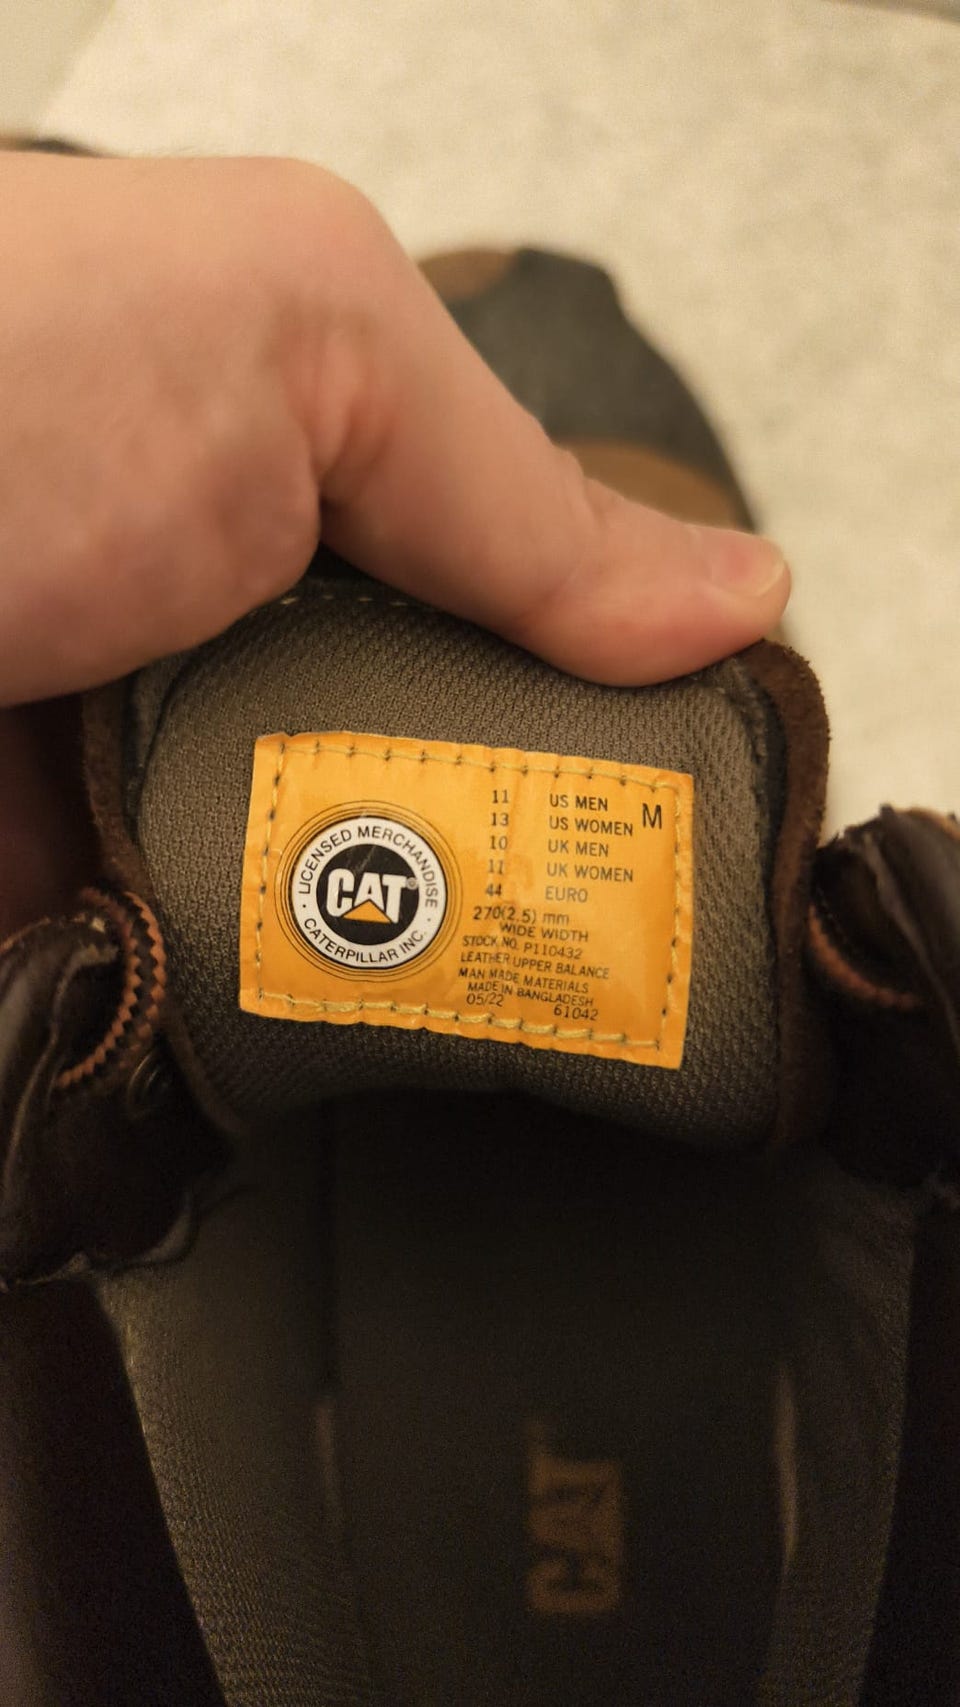 LICENSED MERCHANDISE
CAT®
CATERPILLAR INC.
11 US MEN M
13 US WOMEN
10 UK MEN
11 UK WOMEN
44 EURO
270(2.5) mm
WIDE WIDTH
STOCK NO. P110432
LEATHER UPPER BALANCE
MAN MADE MATERIALS
MADE IN BANGLADESH
05/22 61042
CAT